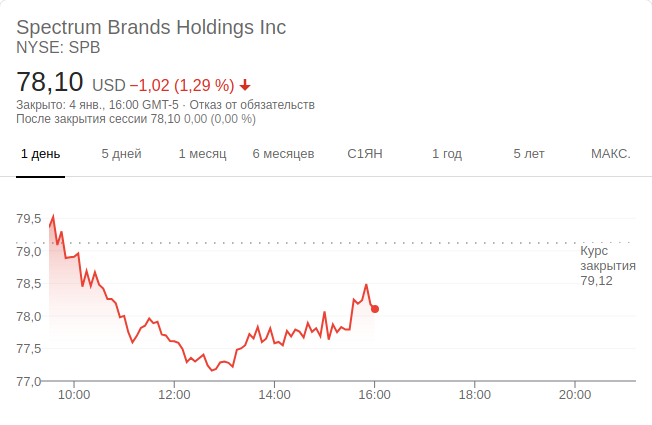 Spectrum Brands Holdings Inc
NYSE: SPB
78,10 USD −1,02 (1,29 %)
Закрыто: 4 янв., 16:00 GMT-5 · Отказ от обязательств
После закрытия сессии 78,10 0,00 (0,00 %)
1 день 5 дней 1 месяц 6 месяцев С1ЯН 1 год 5 лет МАКС.
79,5
79,0
78,5
78,0
77,5
77,0
Курс
закрытия
79,12
10:00 12:00 14:00 16:00 18:00 20:00